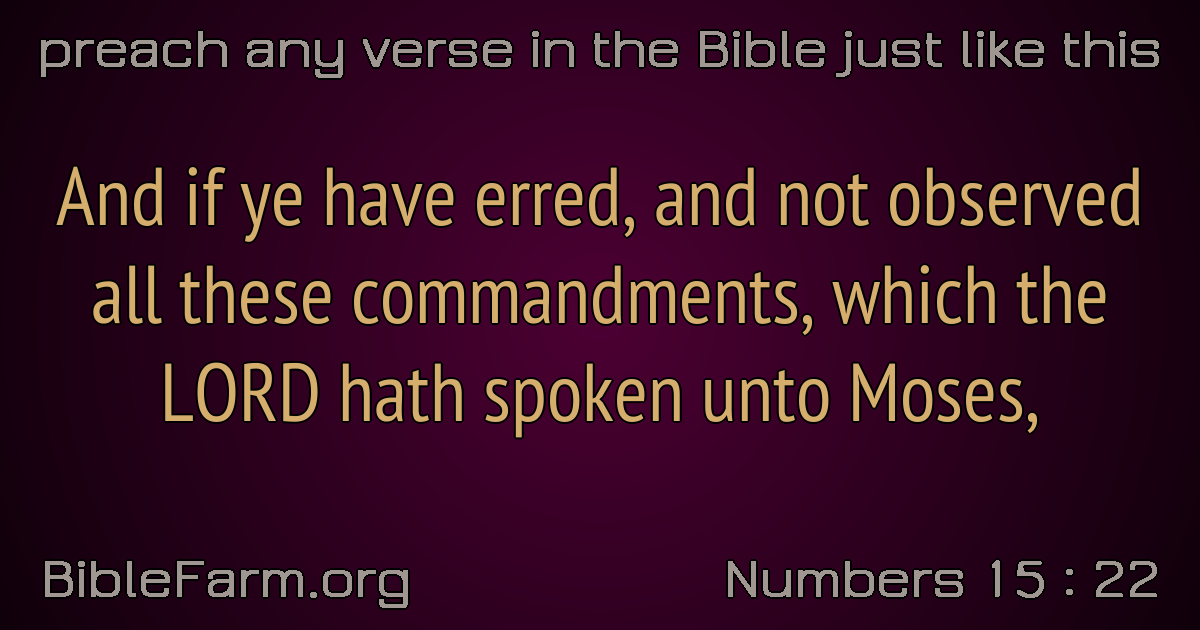 preach any verse in the Bible just like this
And if ye have erred, and not observed
all these commandments, which the
LORD hath spoken unto Moses,
BibleFarm.org
Numbers 15 : 22